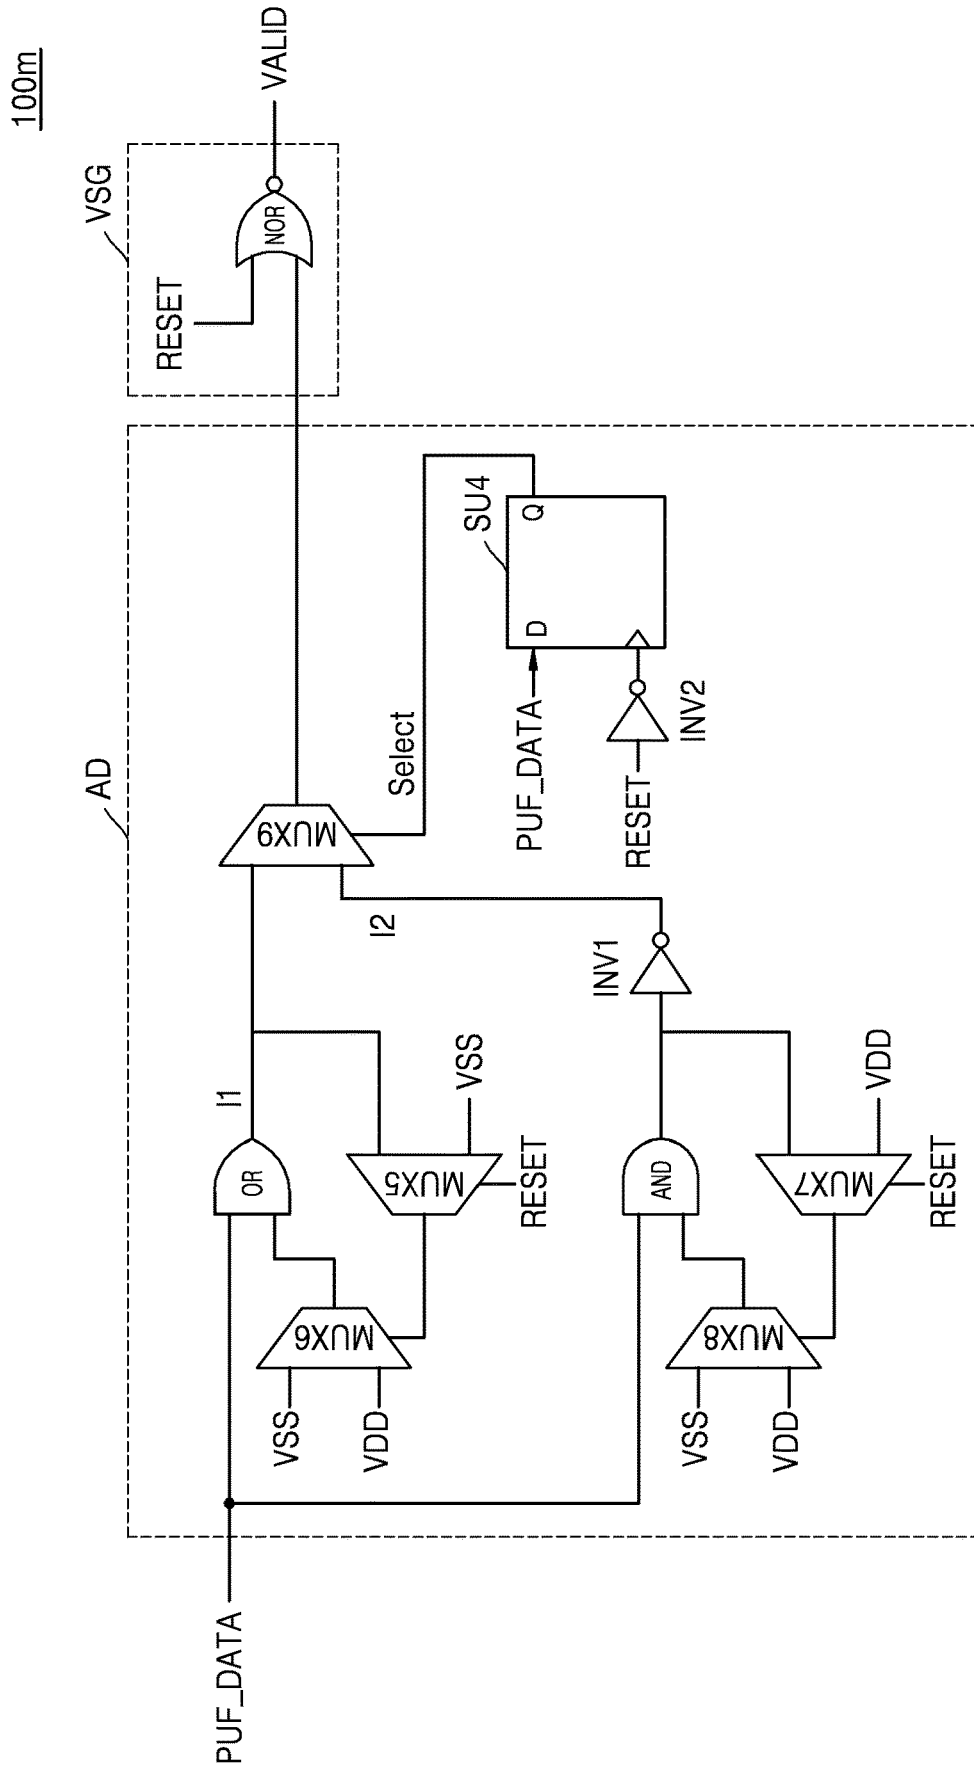 100m
VSG
RESET
NOR
VALID
AD
PUF_DATA
OR
I1
MUX9
Select
SU4
PUF_DATA
D
Q
RESET
INV2
VSS
VDD
MUX6
MUX5
VSS
RESET
I2
INV1
AND
VSS
VDD
MUX8
MUX7
VDD
RESET